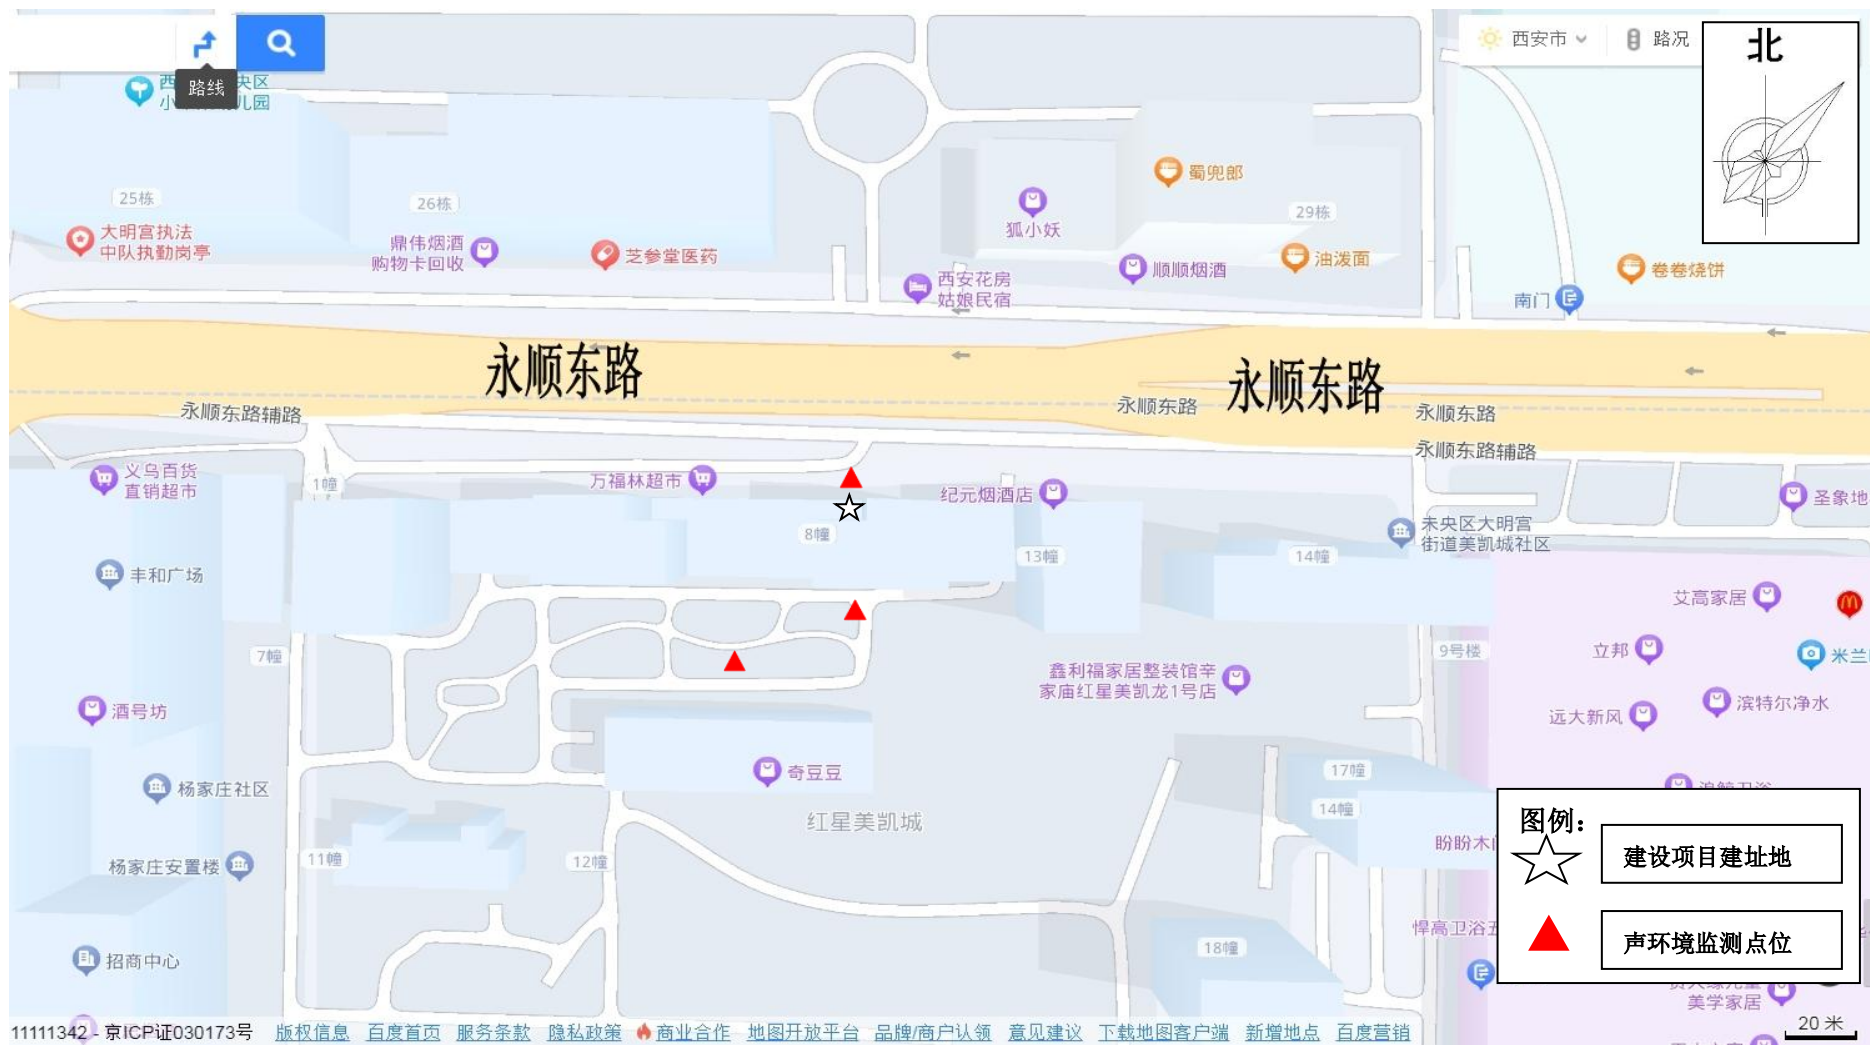 西安市
路况
北
西
央区
小
儿园
路线
25栋
26栋
大明宫执法
中队执勤岗亭
鼎伟烟酒
购物卡回收
芝参堂医药
狐小妖
蜀兜郎
29栋
顺顺烟酒
油泼面
西安花房
姑娘民宿
卷卷烧饼
南门
永顺东路
永顺东路
永顺东路辅路
永顺东路
永顺东路
永顺东路辅路
义乌百货
直销超市
1幢
万福林超市
纪元烟酒店
圣象地
8幢
13幢
14幢
未央区大明宫
街道美凯城社区
丰和广场
艾高家居
7幢
9号楼
立邦
米兰
鑫利福家居整装馆辛
家庙红星美凯龙1号店
酒号坊
远大新风
滨特尔净水
奇豆豆
17幢
杨家庄社区
14幢
红星美凯城
盼盼木门
杨家庄安置楼
11幢
12幢
图例：
建设项目建址地
声环境监测点位
悍高卫浴五
18幢
招商中心
美学家居
20米
11111342 - 京ICP证030173号 版权信息 百度首页 服务条款 隐私政策 商业合作 地图开放平台 品牌/商户认领 意见建议 下载地图客户端 新增地点 百度营销